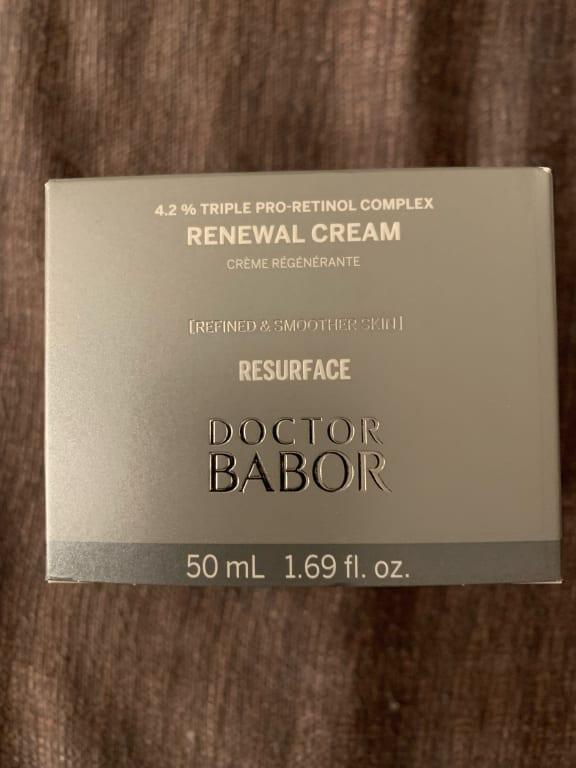 4.2 % TRIPLE PRO-RETINOL COMPLEX
RENEWAL CREAM
CRÈME RÉGÉNÉRANTE
[REFINED & SMOOTHER SKIN]
RESURFACE
DOCTOR
BABOR
50 mL 1.69 fl. oz.